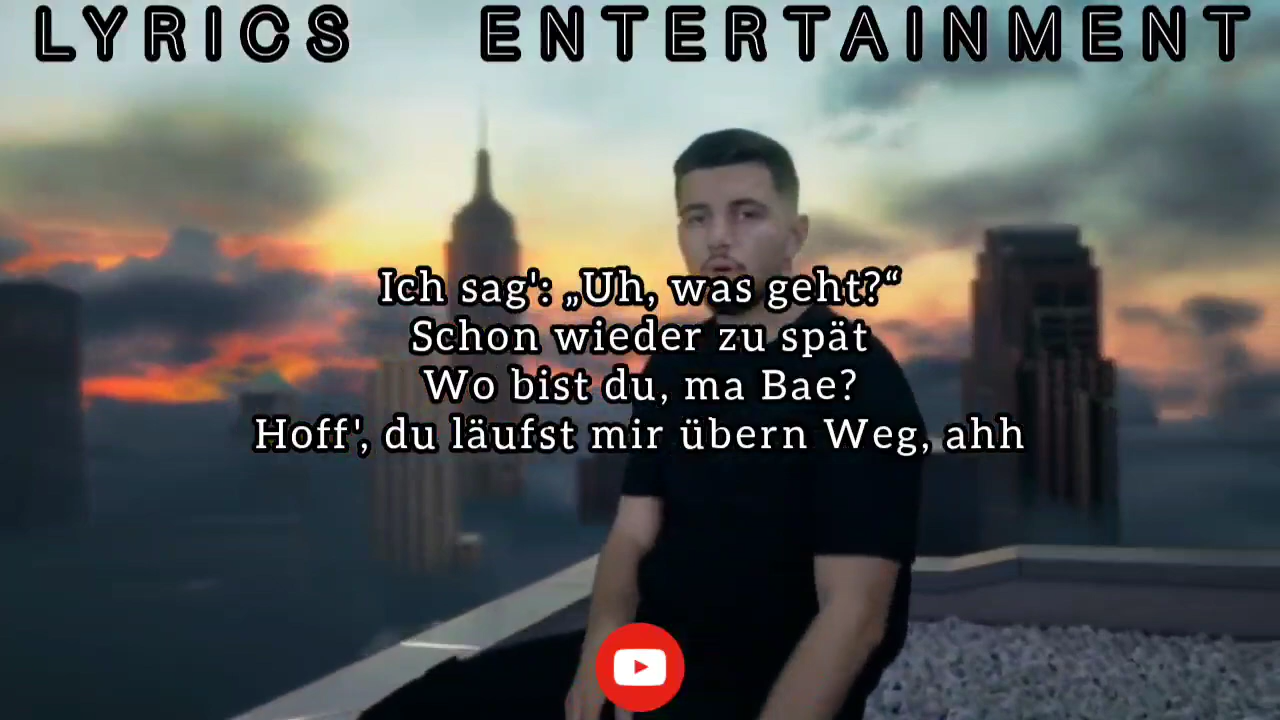 LYRICS ENTERTAINMENT
Ich sag': „Uh, was geht?“
Schon wieder zu spät
Wo bist du, ma Bae?
Hoff', du läufst mir übern Weg, ahh